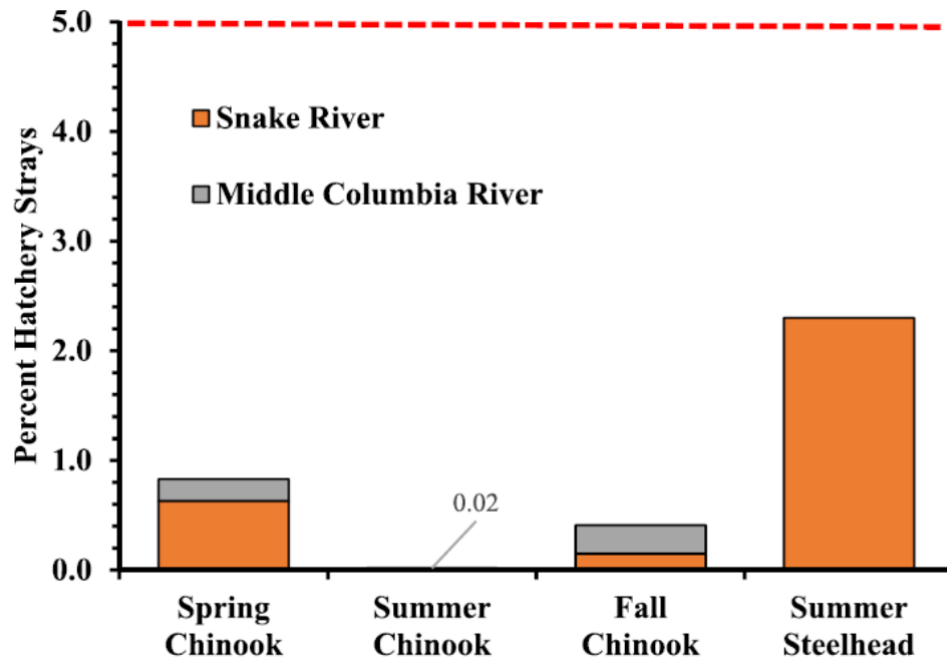 Percent Hatchery Strays
5.0
4.0
3.0
2.0
1.0
0.0
Snake River
Middle Columbia River
0.02
Spring
Chinook
Summer
Chinook
Fall
Chinook
Summer
Steelhead